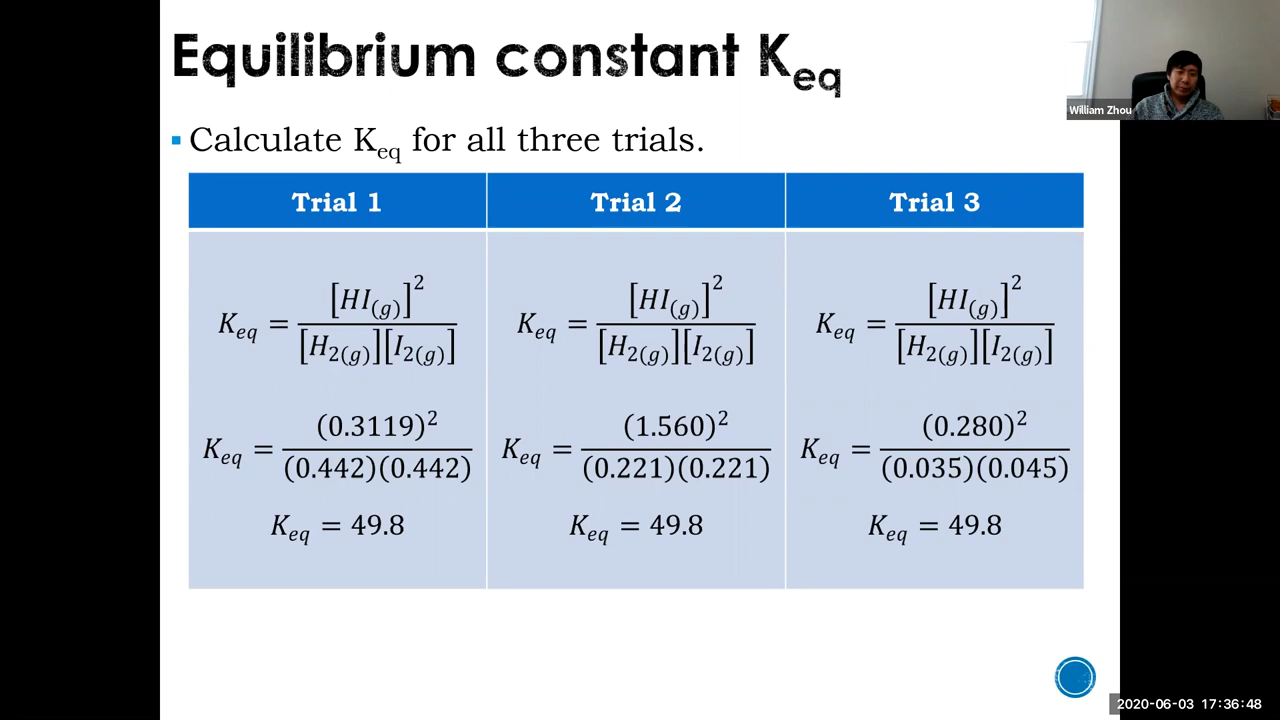 Equilibrium constant K_eq
William Zhou
▪ Calculate K_eq for all three trials.
Trial 1 Trial 2 Trial 3
K_eq = [HI_(g)]^2 / [H_2(g)][I_2(g)] K_eq = [HI_(g)]^2 / [H_2(g)][I_2(g)] K_eq = [HI_(g)]^2 / [H_2(g)][I_2(g)]
K_eq = (0.3119)^2 / (0.442)(0.442) K_eq = (1.560)^2 / (0.221)(0.221) K_eq = (0.280)^2 / (0.035)(0.045)
K_eq = 49.8 K_eq = 49.8 K_eq = 49.8
2020-06-03 17:36:48